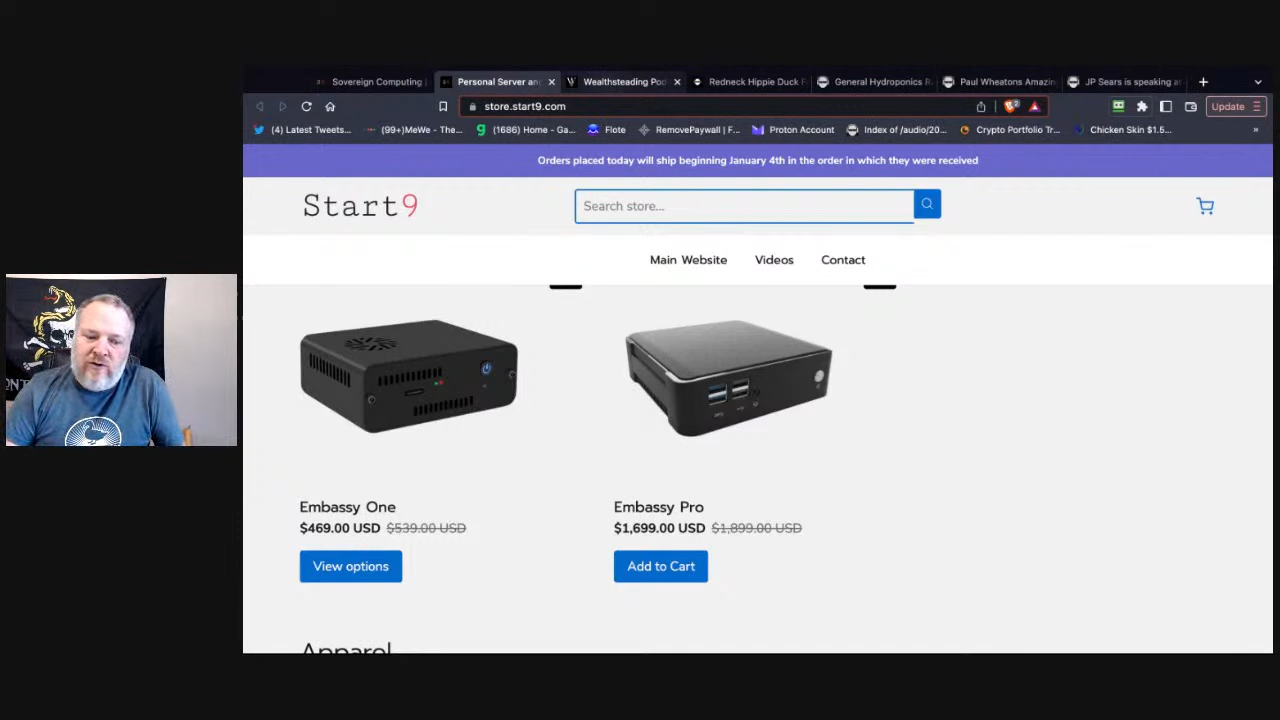 Sovereign Computing |
Personal Server an
Wealthsteading Pod
Redneck Hippie Duck F
General Hydroponics R
Paul Wheatons Amazin
JP Sears is speaking at
store.start9.com
2
Update
(4) Latest Tweets...
(99+)MeWe - The...
(1686) Home - Ga...
Flote
RemovePaywall | F...
Proton Account
Index of /audio/20...
Crypto Portfolio Tr...
Chicken Skin $1.5...
»
Orders placed today will ship beginning January 4th in the order in which they were received
Start9
Search store...
Main Website
Videos
Contact
Embassy One
$469.00 USD $539.00 USD
View options
Embassy Pro
$1,699.00 USD $1,899.00 USD
Add to Cart
Apparel